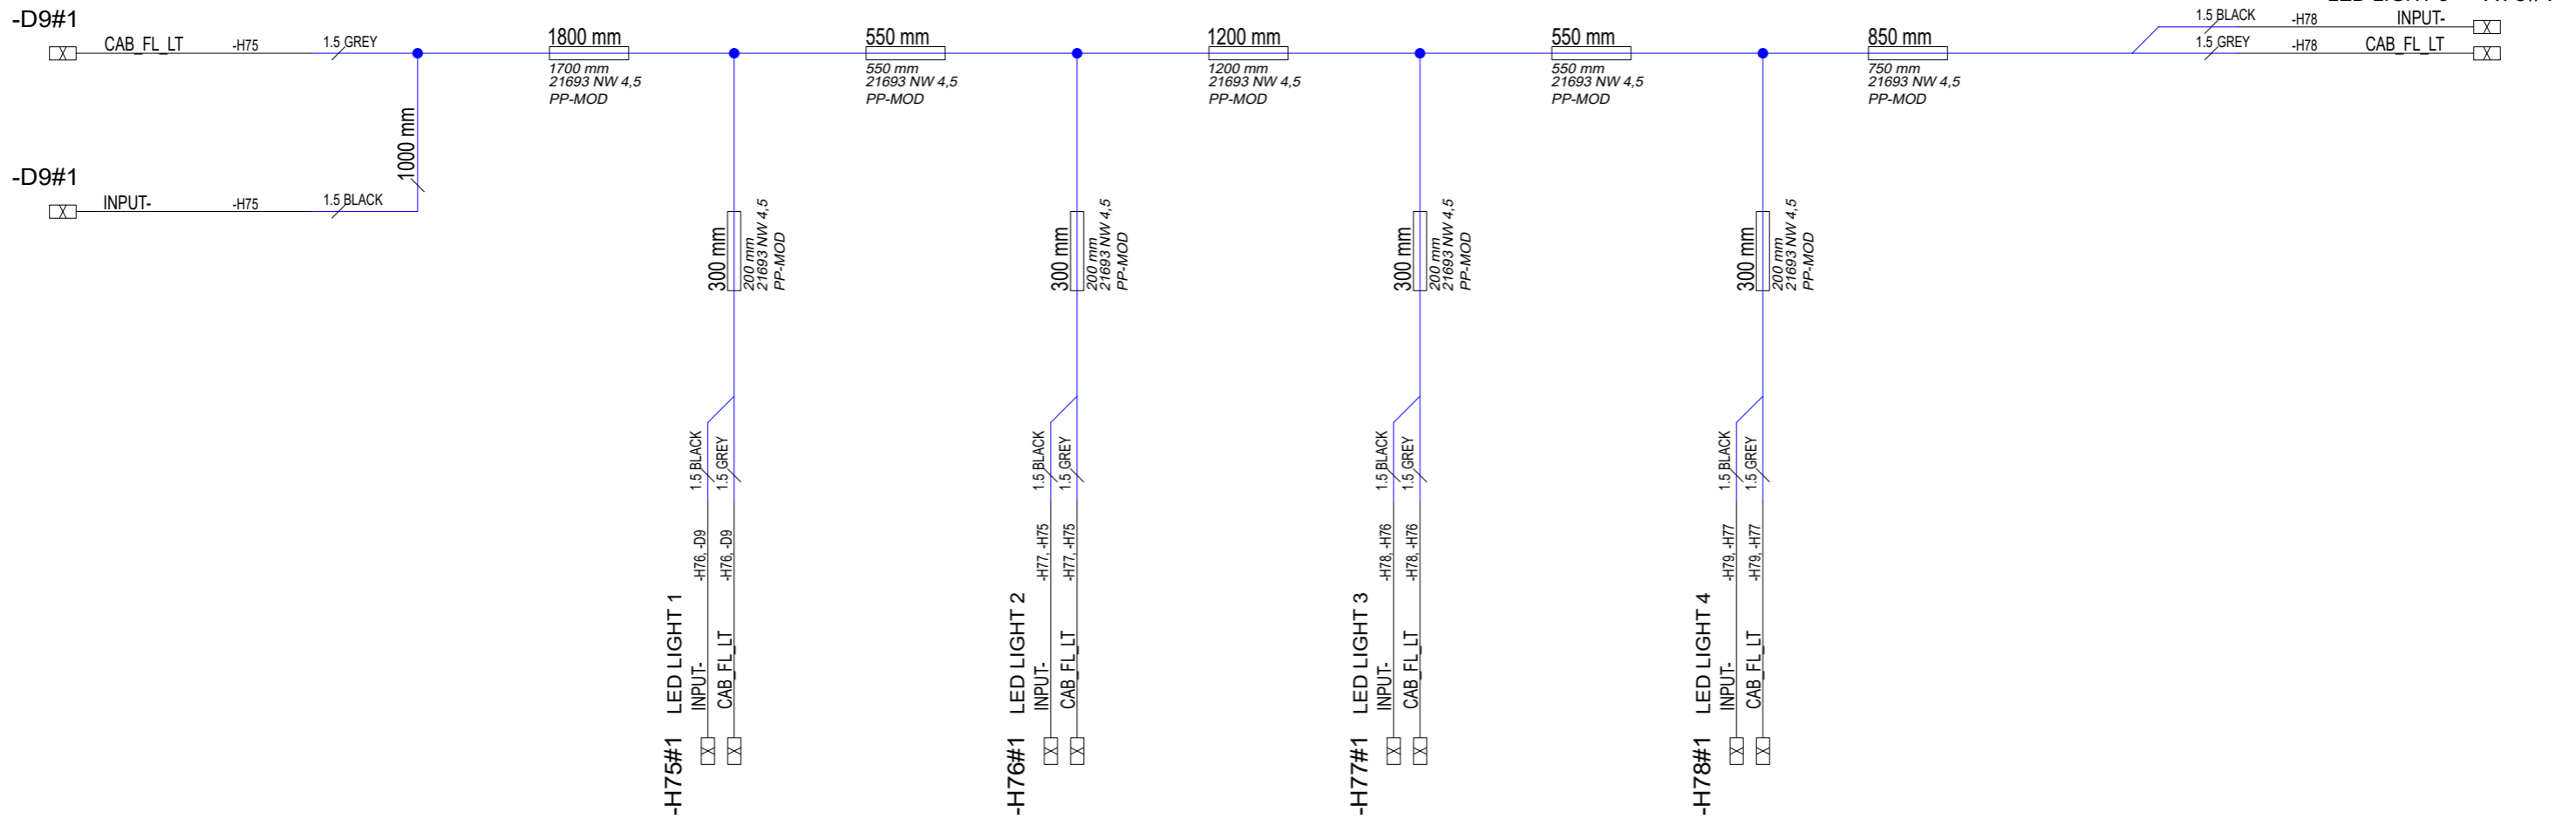 -D9#1
CAB_FL_LT -H75 1.5 GREY
1800 mm
1700 mm
21693 NW 4,5
PP-MOD
550 mm
550 mm
21693 NW 4,5
PP-MOD
1200 mm
1200 mm
21693 NW 4,5
PP-MOD
550 mm
550 mm
21693 NW 4,5
PP-MOD
850 mm
750 mm
21693 NW 4,5
PP-MOD
1.5 BLACK -H78 INPUT-
1.5 GREY -H78 CAB_FL_LT
1000 mm
-D9#1
INPUT- -H75 1.5 BLACK
300 mm
200 mm
21693 NW 4,5
PP-MOD
300 mm
200 mm
21693 NW 4,5
PP-MOD
300 mm
200 mm
21693 NW 4,5
PP-MOD
300 mm
200 mm
21693 NW 4,5
PP-MOD
-H75#1 LED LIGHT 1
INPUT- -H76, -D9 1.5 BLACK
CAB_FL_LT -H76, -D9 1.5 GREY
-H76#1 LED LIGHT 2
INPUT- -H77, -H75 1.5 BLACK
CAB_FL_LT -H77, -H75 1.5 GREY
-H77#1 LED LIGHT 3
INPUT- -H78, -H76 1.5 BLACK
CAB_FL_LT -H78, -H76 1.5 GREY
-H78#1 LED LIGHT 4
INPUT- -H79, -H77 1.5 BLACK
CAB_FL_LT -H79, -H77 1.5 GREY